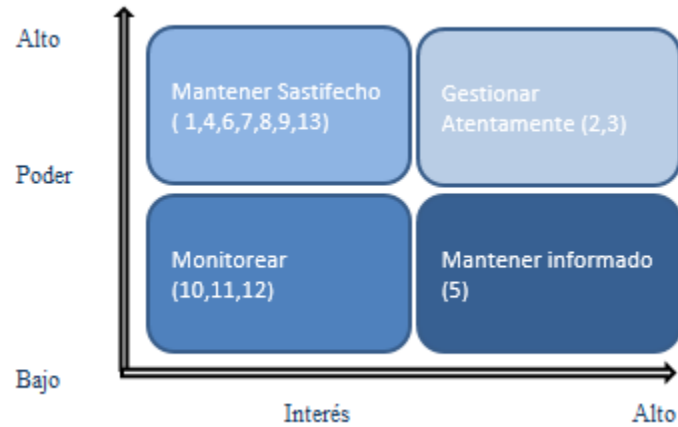 Alto
Mantener Sastifecho
( 1,4,6,7,8,9,13)
Gestionar
Atentamente (2,3)
Poder
Monitorear
(10,11,12)
Mantener informado
(5)
Bajo
Interés
Alto